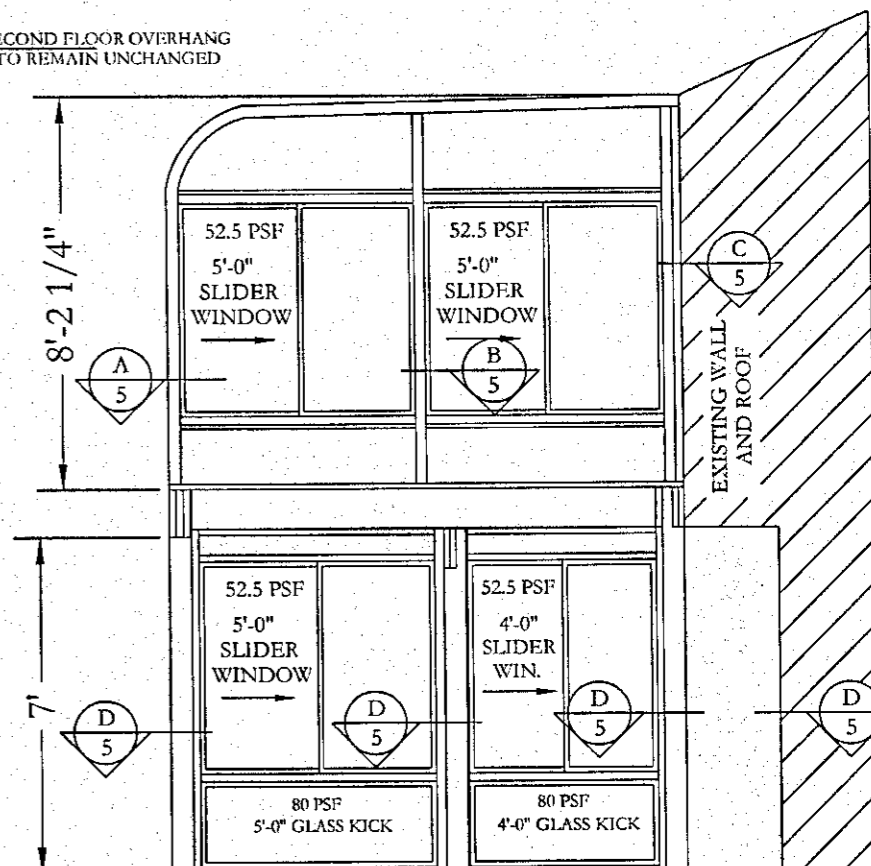 ECOND FLOOR OVERHANG
TO REMAIN UNCHANGED
8'-2 1/4"
52.5 PSF
5'-0"
SLIDER
WINDOW
52.5 PSF
5'-0"
SLIDER
WINDOW
A
5
B
5
C
5
EXISTING WALL
AND ROOF
7'
52.5 PSF
5'-0"
SLIDER
WINDOW
52.5 PSF
4'-0"
SLIDER
WIN.
D
5
D
5
D
5
D
5
80 PSF
5'-0" GLASS KICK
80 PSF
4'-0" GLASS KICK